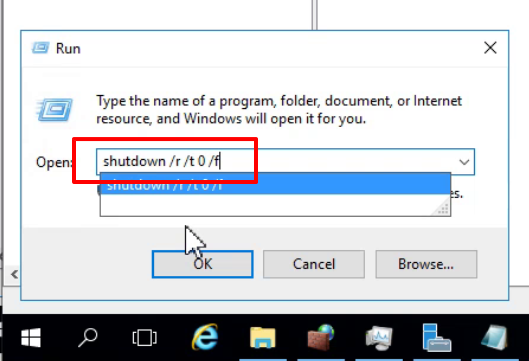 Run
Type the name of a program, folder, document, or Internet
resource, and Windows will open it for you.
Open:
shutdown /r /t 0 /f
shutdown /r /t 0 /f
es.
OK
Cancel
Browse...